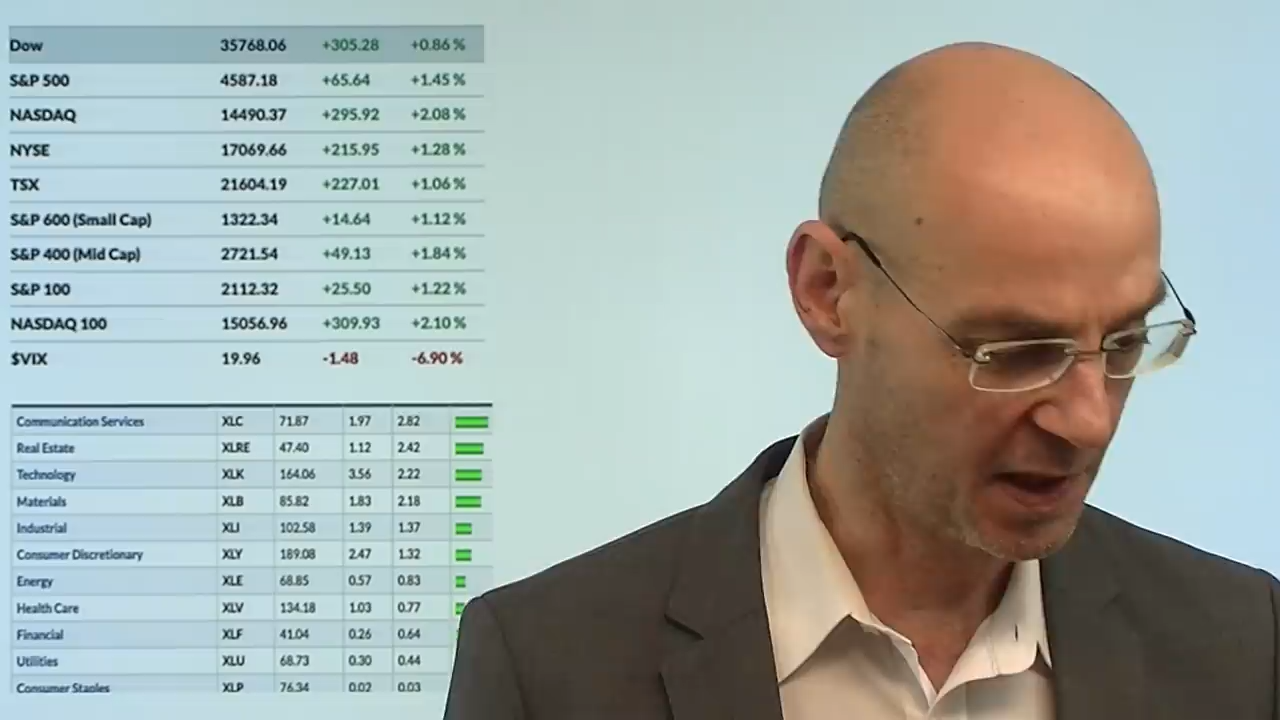 Dow 35768.06 +305.28 +0.86%
S&P 500 4587.18 +65.64 +1.45%
NASDAQ 14490.37 +295.92 +2.08%
NYSE 17069.66 +215.95 +1.28%
TSX 21604.19 +227.01 +1.06%
S&P 600 (Small Cap) 1322.34 +14.64 +1.12%
S&P 400 (Mid Cap) 2721.54 +49.13 +1.84%
S&P 100 2112.32 +25.50 +1.22%
NASDAQ 100 15056.96 +309.93 +2.10%
$VIX 19.96 -1.48 -6.90%
Communication Services XLC 71.87 1.97 2.82
Real Estate XLRE 47.40 1.12 2.42
Technology XLK 164.06 3.56 2.22
Materials XLB 85.82 1.83 2.18
Industrial XLI 102.58 1.39 1.37
Consumer Discretionary XLY 189.08 2.47 1.32
Energy XLE 68.85 0.57 0.83
Health Care XLV 134.18 1.03 0.77
Financial XLF 41.04 0.26 0.64
Utilities XLU 68.73 0.30 0.44
Consumer Staples XLP 76.34 0.02 0.03